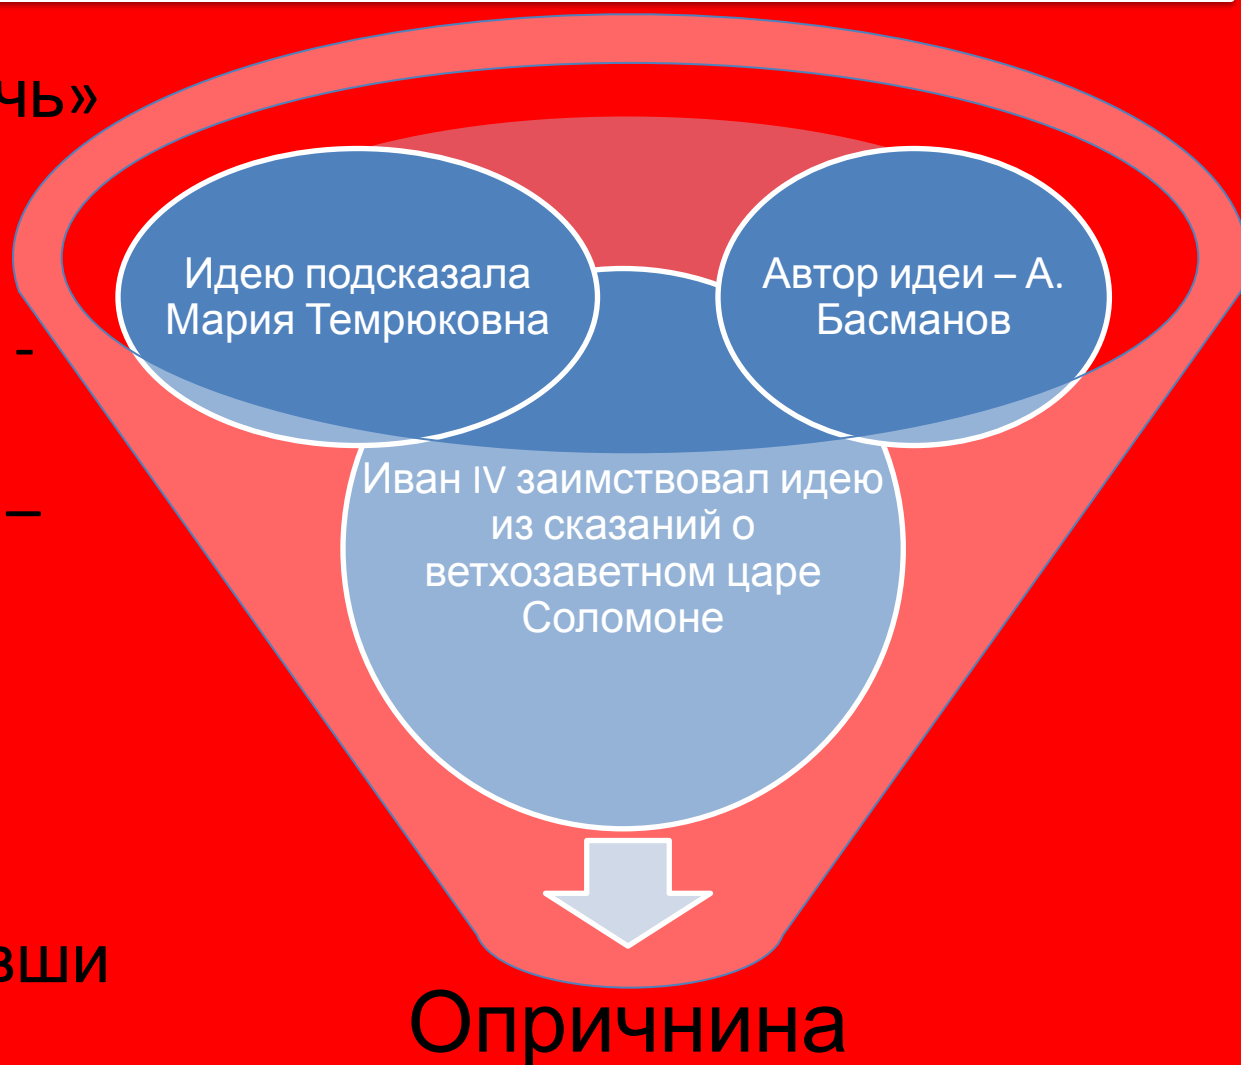 чь»
Идею подсказала
Мария Темрюковна
Автор идеи – А.
Басманов
-
–
Иван IV заимствовал идею
из сказаний о
ветхозаветном царе
Соломоне
вши
Опричнина